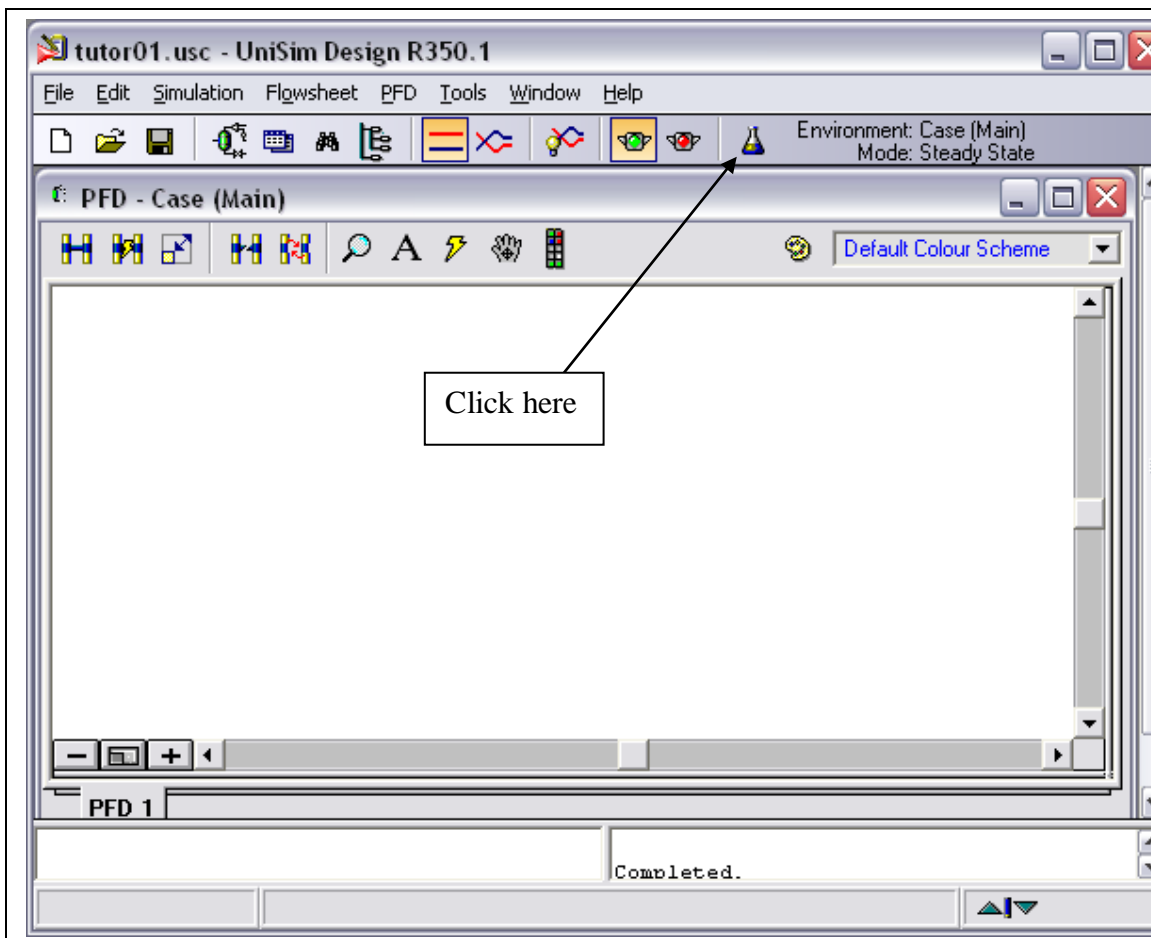 tutor01.usc - UniSim Design R350.1
File Edit Simulation Flowsheet PFD Tools Window Help
Environment: Case (Main)
Mode: Steady State
PFD - Case (Main)
A
Default Colour Scheme
Click here
PFD 1
Completed.